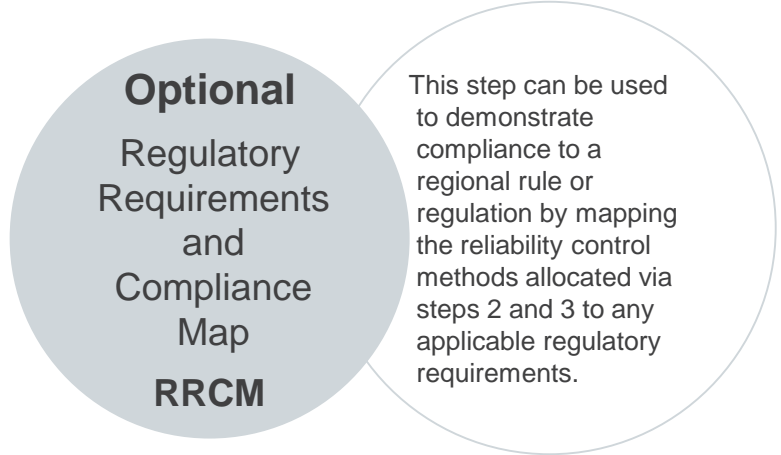 Optional
Regulatory
Requirements
and
Compliance
Map
RRCM
This step can be used
to demonstrate
compliance to a
regional rule or
regulation by mapping
the reliability control
methods allocated via
steps 2 and 3 to any
applicable regulatory
requirements.